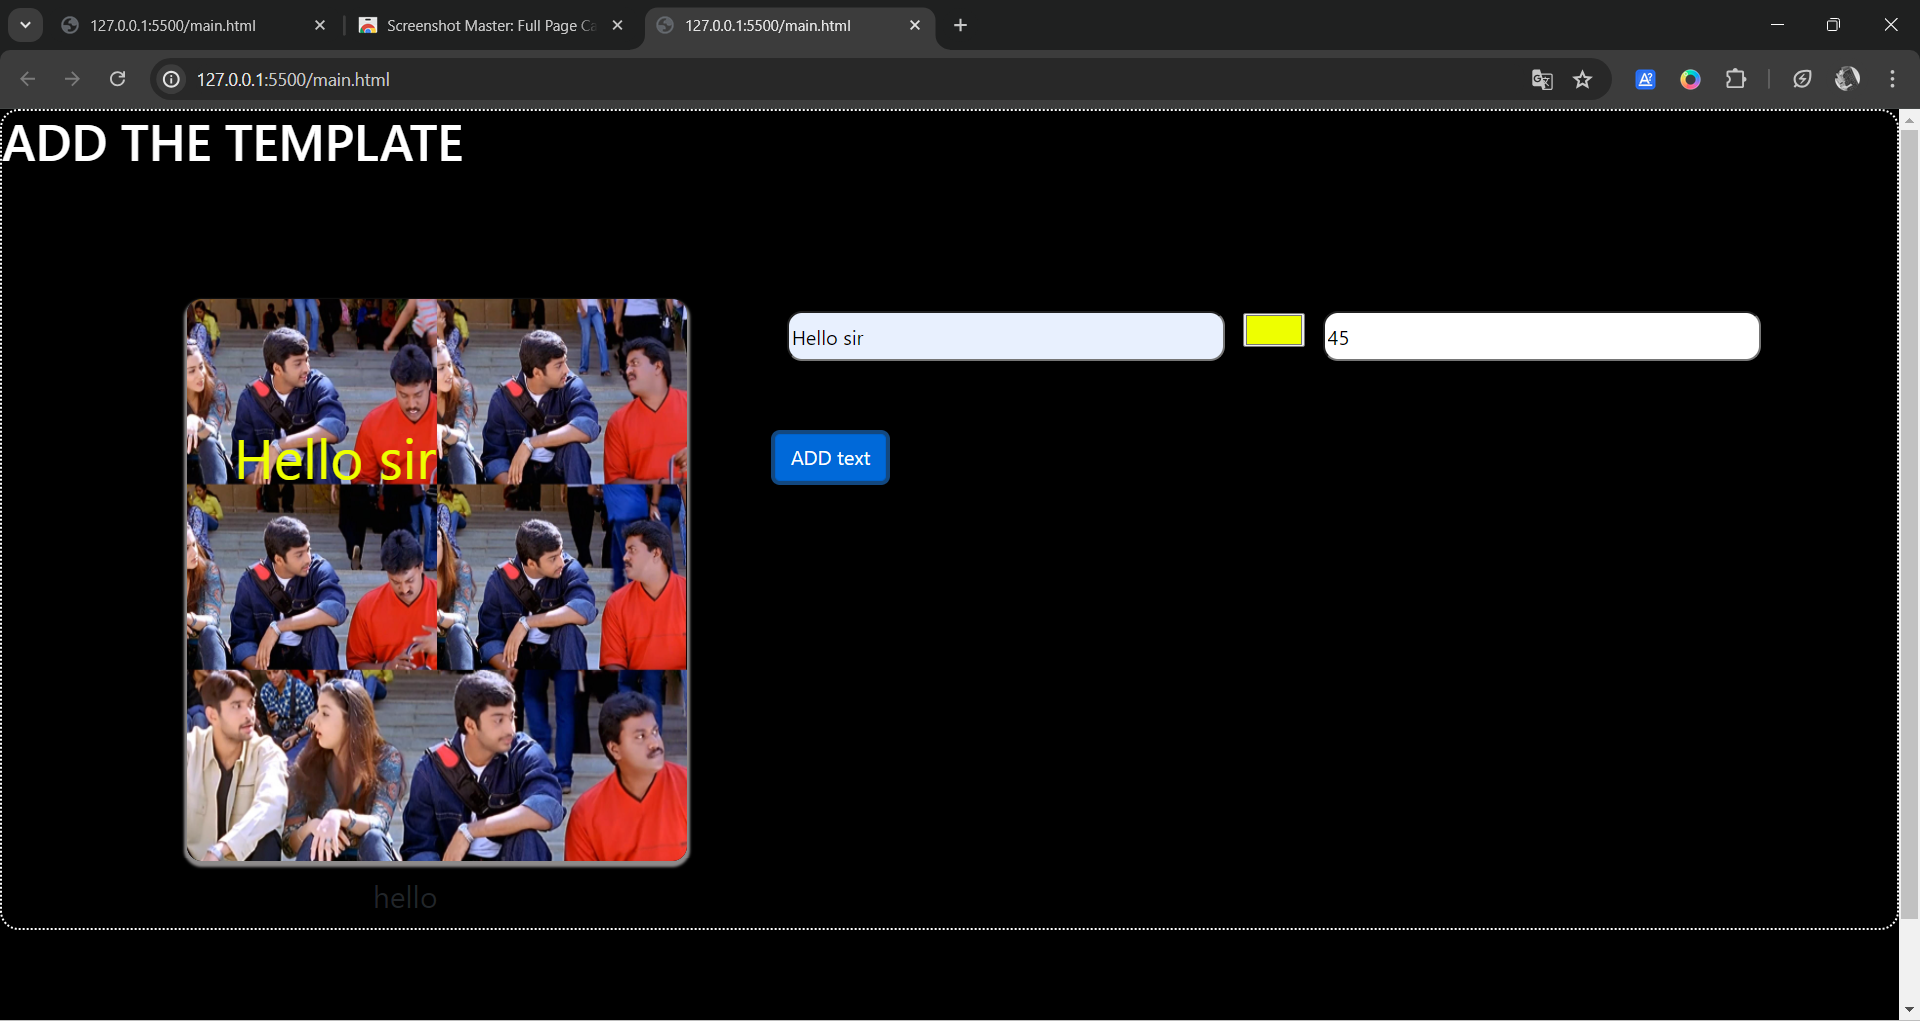 127.0.0.1:5500/main.html
Screenshot Master: Full Page Ca
127.0.0.1:5500/main.html
127.0.0.1:5500/main.html
ADD THE TEMPLATE
Hello sir
45
Hello sir
ADD text
hello